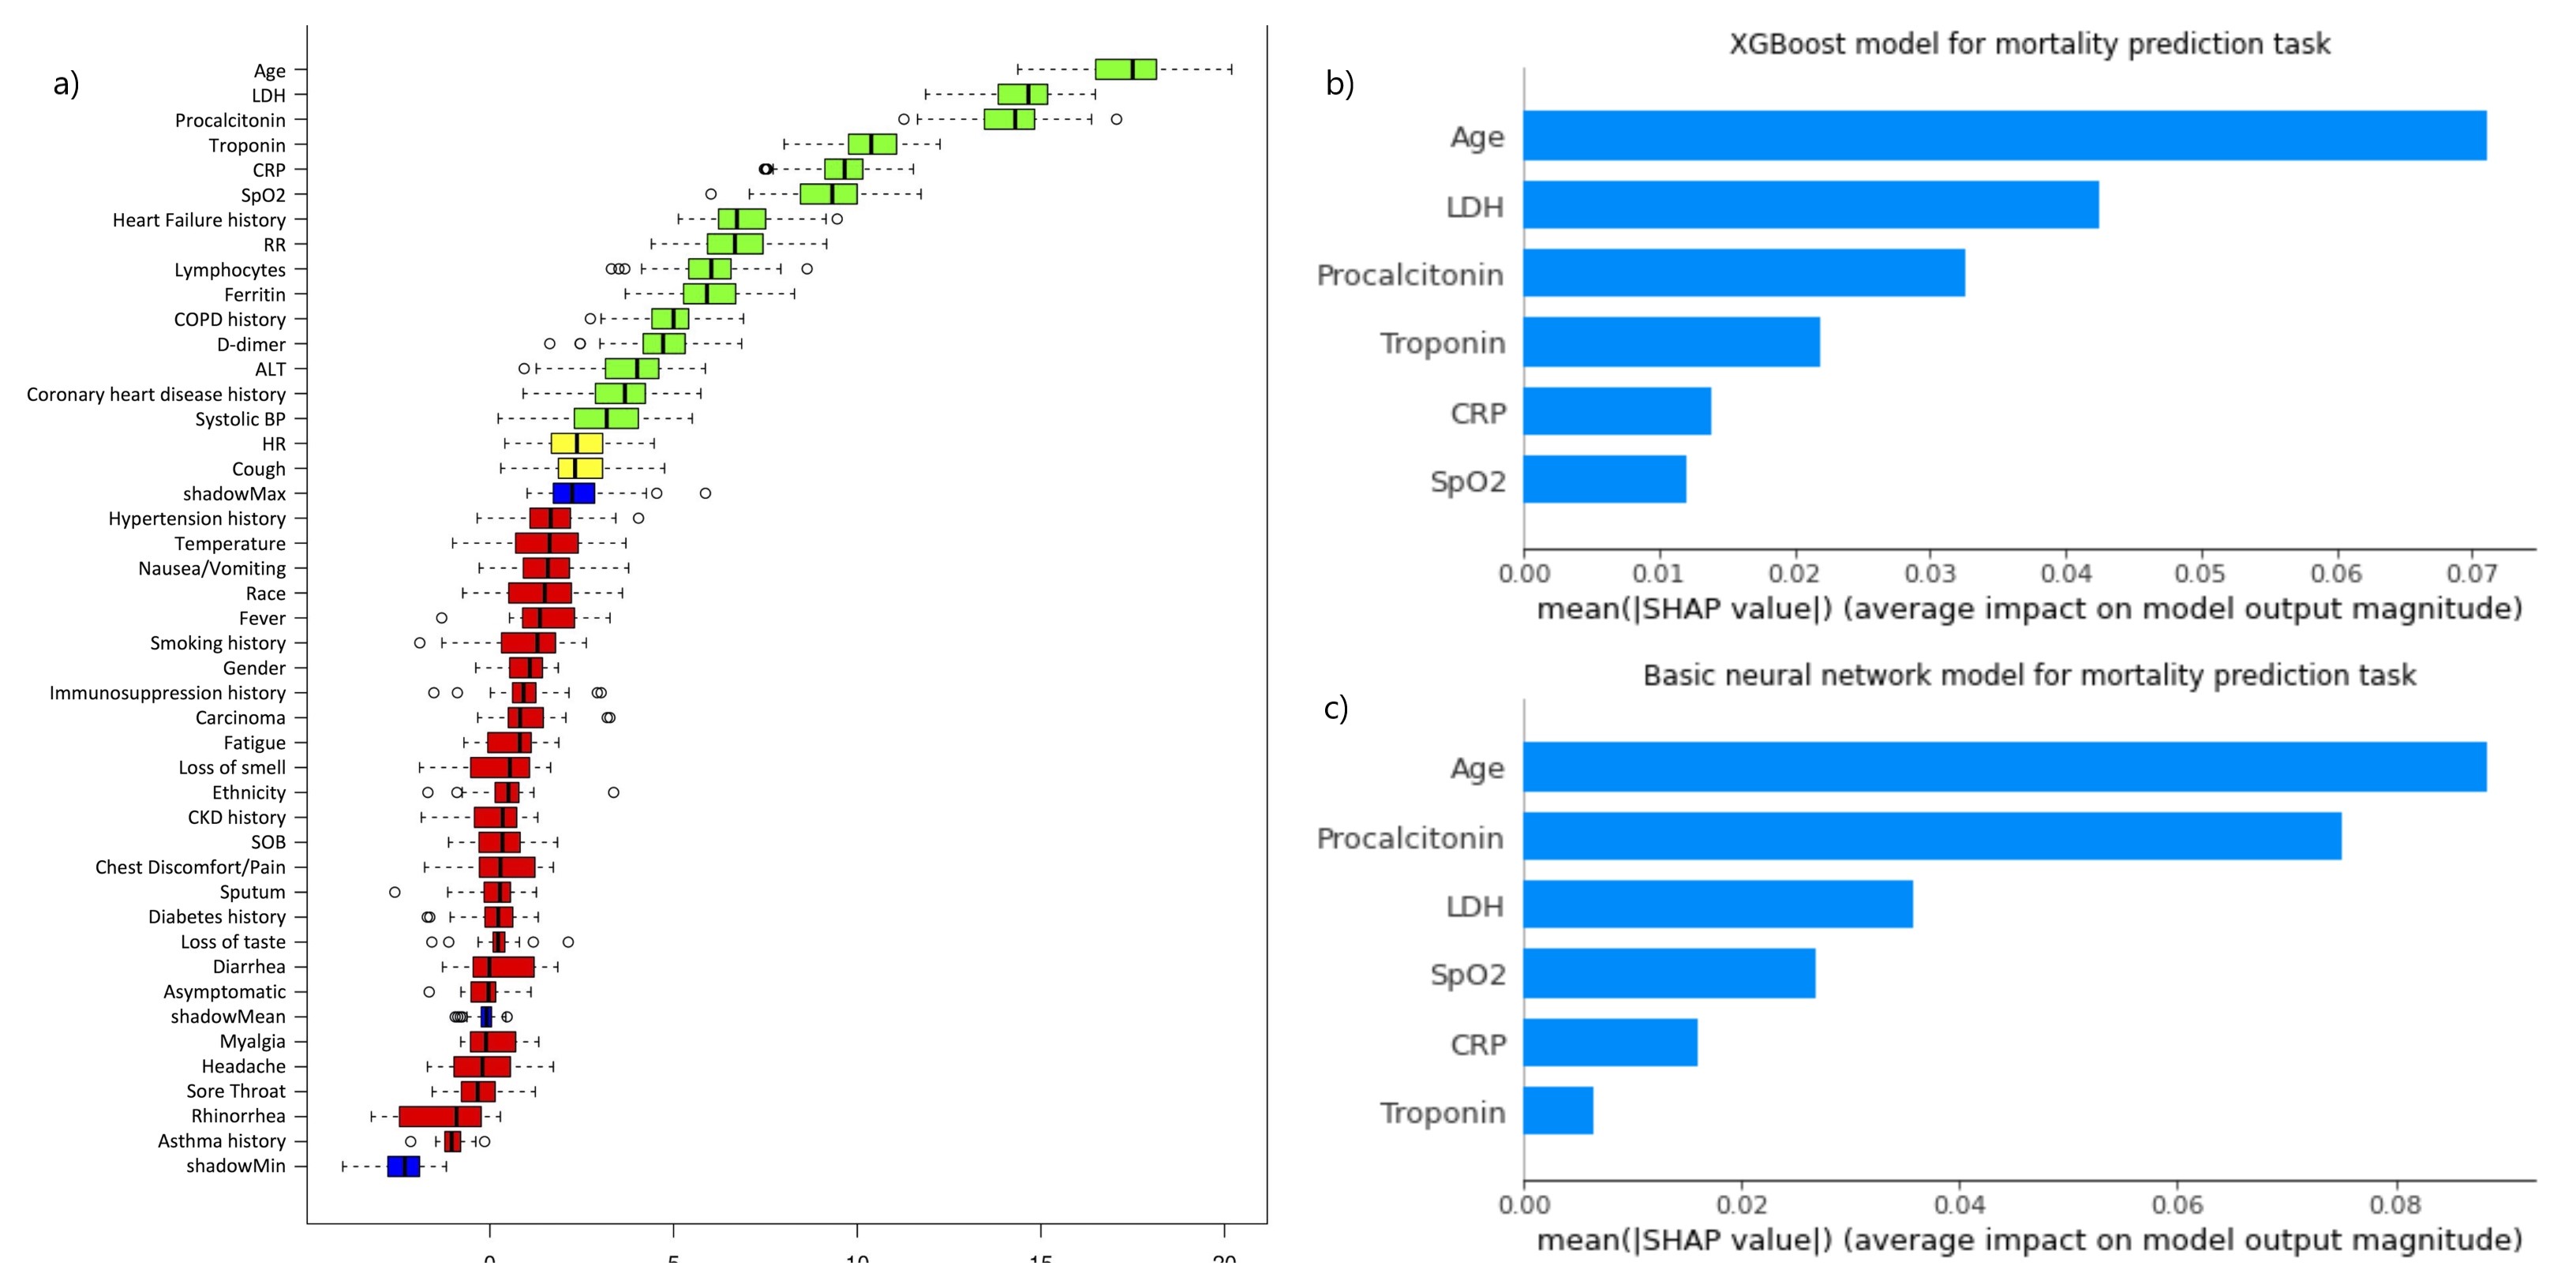 a)
Age
LDH
Procalcitonin
Troponin
CRP
SpO2
Heart Failure history
RR
Lymphocytes
Ferritin
COPD history
D-dimer
ALT
Coronary heart disease history
Systolic BP
HR
Cough
shadowMax
Hypertension history
Temperature
Nausea/Vomiting
Race
Fever
Smoking history
Gender
Immunosuppression history
Carcinoma
Fatigue
Loss of smell
Ethnicity
CKD history
SOB
Chest Discomfort/Pain
Sputum
Diabetes history
Loss of taste
Diarrhea
Asymptomatic
shadowMean
Myalgia
Headache
Sore Throat
Rhinorrhea
Asthma history
shadowMin
0 5 10 15 20
b)
XGBoost model for mortality prediction task
Age
LDH
Procalcitonin
Troponin
CRP
SpO2
0.00 0.01 0.02 0.03 0.04 0.05 0.06 0.07
mean(|SHAP value|) (average impact on model output magnitude)
c)
Basic neural network model for mortality prediction task
Age
Procalcitonin
LDH
SpO2
CRP
Troponin
0.00 0.02 0.04 0.06 0.08
mean(|SHAP value|) (average impact on model output magnitude)